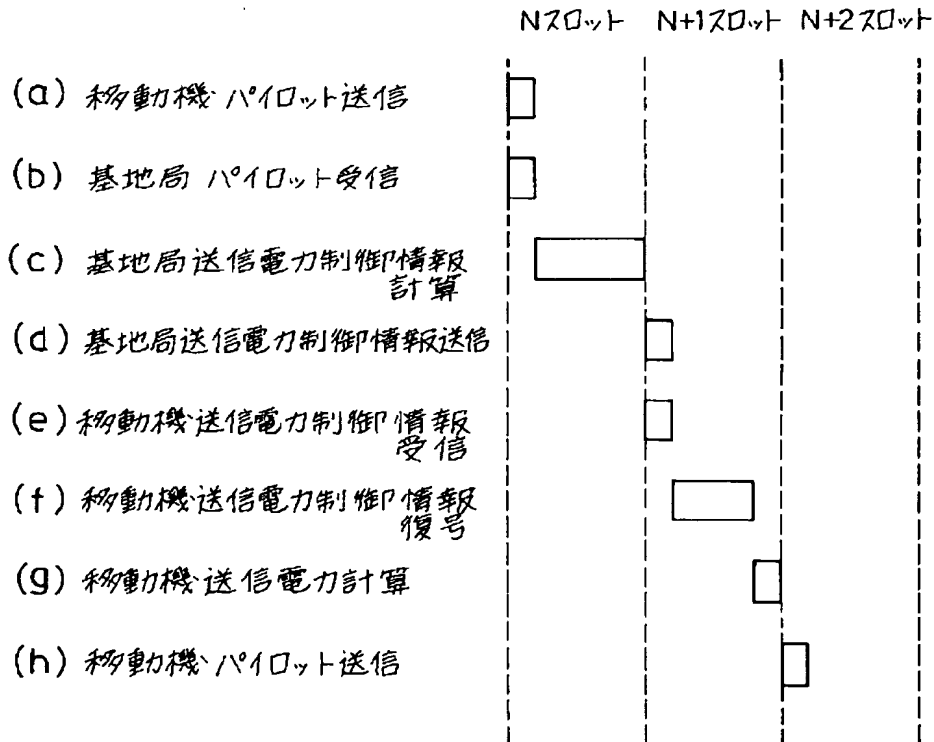 Nスロット N+1スロット N+2スロット
(a) 移動機パイロット送信
(b) 基地局 パイロット受信
(c) 基地局送信電力制御情報
計算
(d) 基地局送信電力制御情報送信
(e) 移動機送信電力制御情報
受信
(f) 移動機送信電力制御情報
復号
(g) 移動機送信電力計算
(h) 移動機パイロット送信